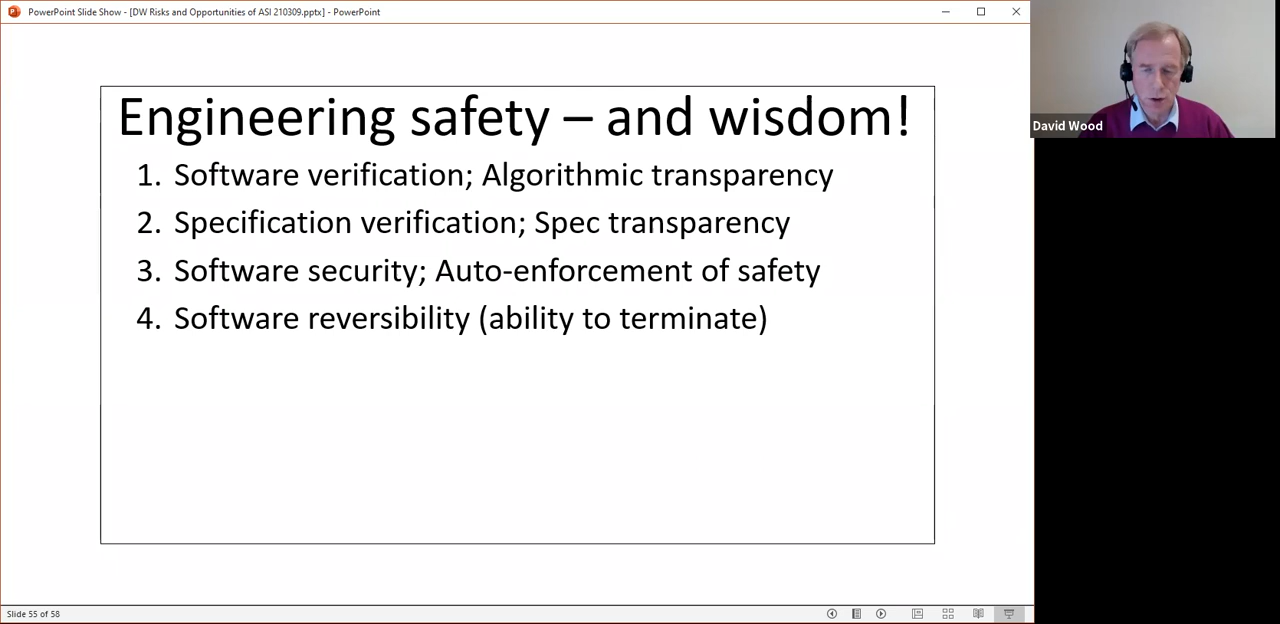 PowerPoint Slide Show - [DW Risks and Opportunities of ASI 210309.pptx] - PowerPoint
Engineering safety – and wisdom!
1. Software verification; Algorithmic transparency
2. Specification verification; Spec transparency
3. Software security; Auto-enforcement of safety
4. Software reversibility (ability to terminate)
David Wood
Slide 55 of 58